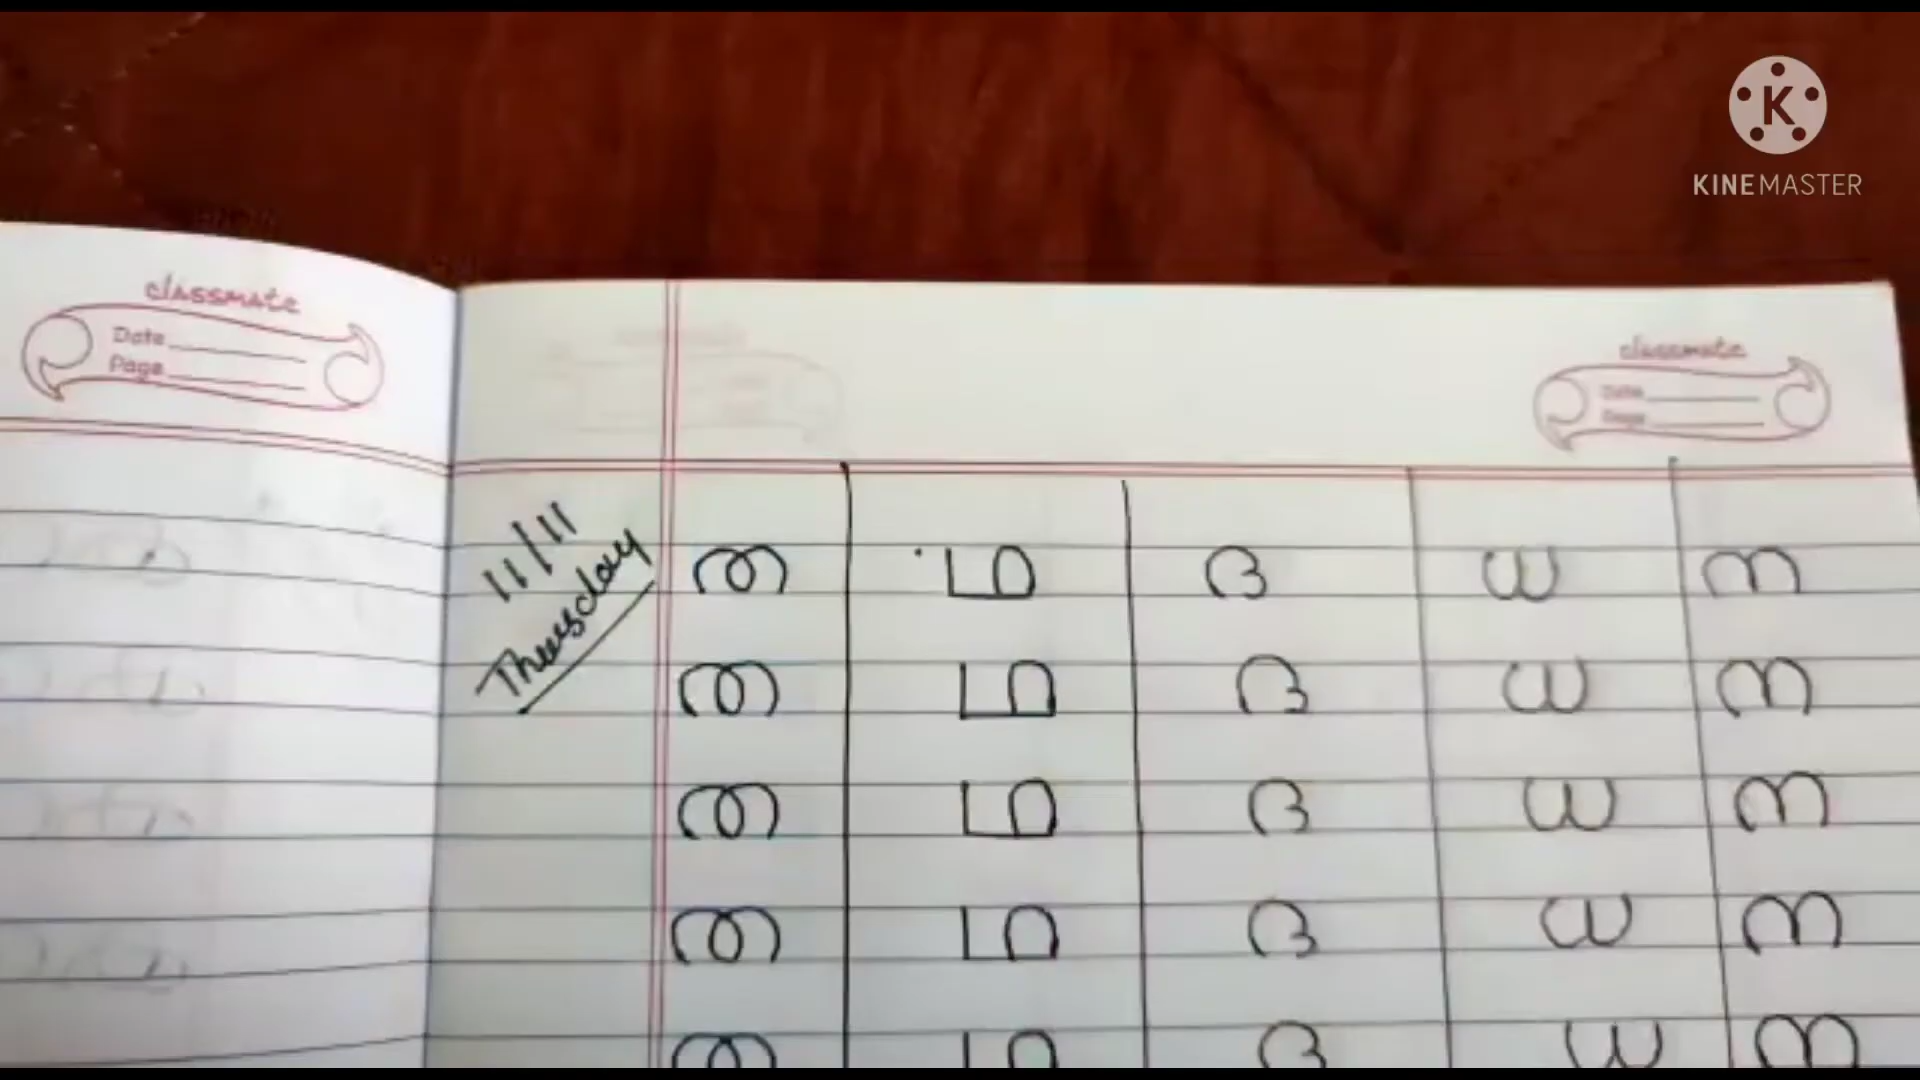 classmate
Date
Page
classmate
Date
Page
11/11
Thursday
ത ഥ ദ ധ ന
ത ഥ ദ ധ ന
ത ഥ ദ ധ ന
ത ഥ ദ ധ ന
ത ഥ ദ ധ ന
K
KINEMASTER